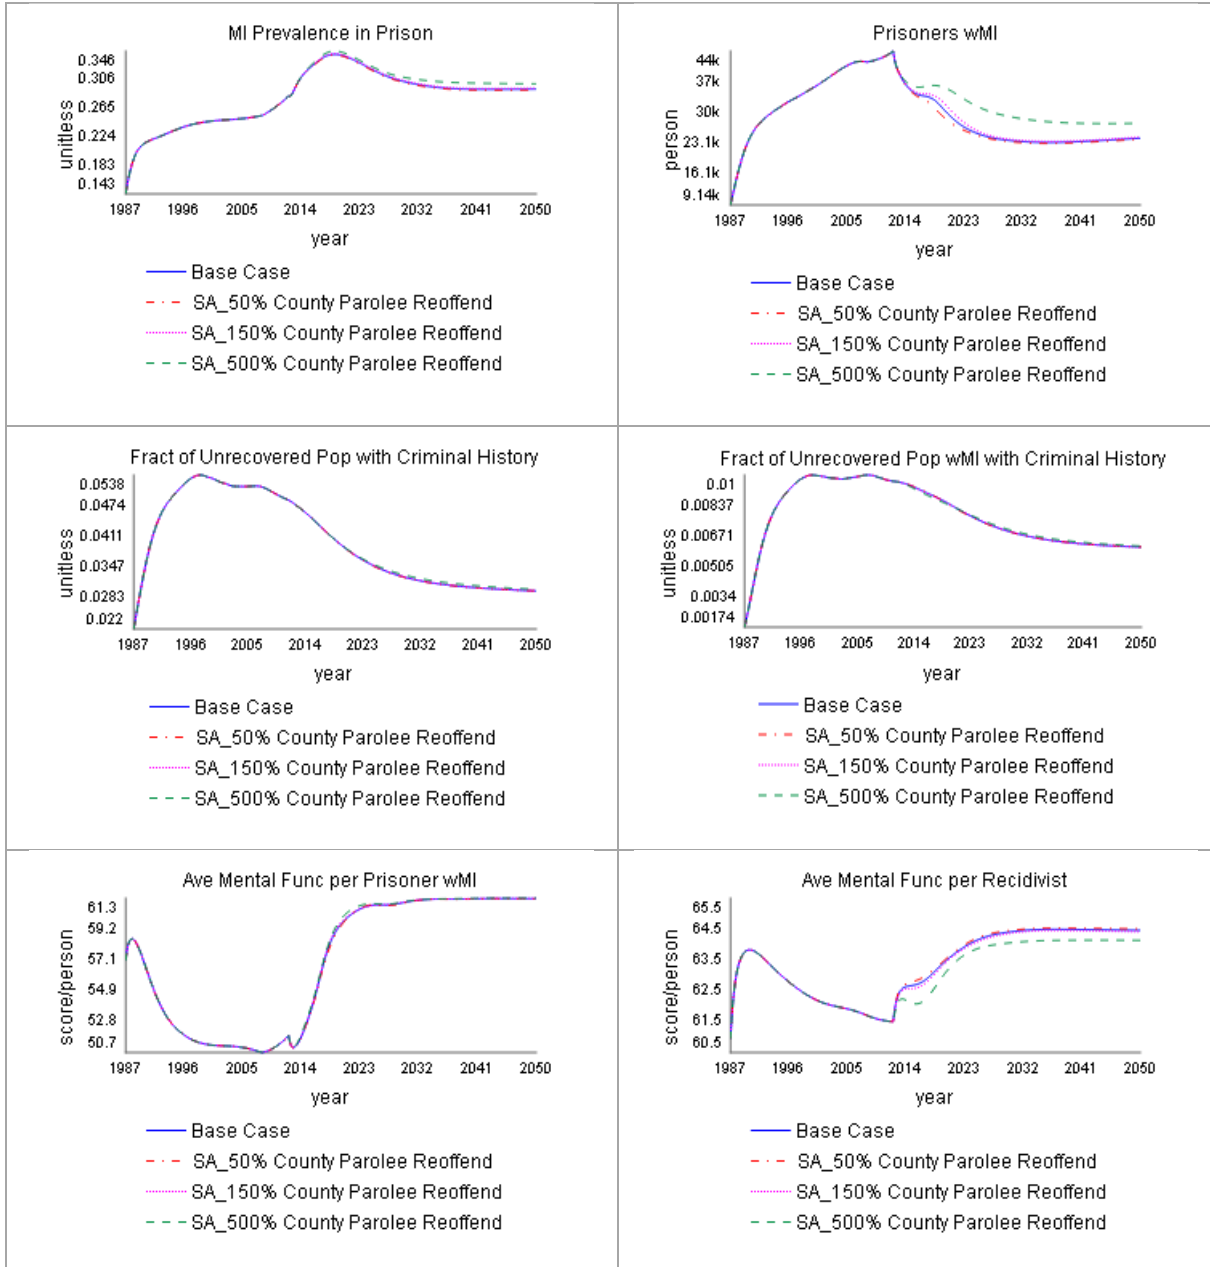 MI Prevalence in Prison
0.346
0.306
0.265
0.224
0.183
0.143
unitless
1987 1996 2005 2014 2023 2032 2041 2050
year
Base Case
SA_50% County Parolee Reoffend
SA_150% County Parolee Reoffend
SA_500% County Parolee Reoffend
Prisoners wMI
44k
37k
30k
23.1k
16.1k
9.14k
person
1987 1996 2005 2014 2023 2032 2041 2050
year
Base Case
SA_50% County Parolee Reoffend
SA_150% County Parolee Reoffend
SA_500% County Parolee Reoffend
Fract of Unrecovered Pop with Criminal History
0.0538
0.0474
0.0411
0.0347
0.0283
0.022
unitless
1987 1996 2005 2014 2023 2032 2041 2050
year
Base Case
SA_50% County Parolee Reoffend
SA_150% County Parolee Reoffend
SA_500% County Parolee Reoffend
Fract of Unrecovered Pop wMI with Criminal History
0.01
0.00837
0.00671
0.00505
0.0034
0.00174
unitless
1987 1996 2005 2014 2023 2032 2041 2050
year
Base Case
SA_50% County Parolee Reoffend
SA_150% County Parolee Reoffend
SA_500% County Parolee Reoffend
Ave Mental Func per Prisoner wMI
61.3
59.2
57.1
54.9
52.8
50.7
score/person
1987 1996 2005 2014 2023 2032 2041 2050
year
Base Case
SA_50% County Parolee Reoffend
SA_150% County Parolee Reoffend
SA_500% County Parolee Reoffend
Ave Mental Func per Recidivist
65.5
64.5
63.5
62.5
61.5
60.5
score/person
1987 1996 2005 2014 2023 2032 2041 2050
year
Base Case
SA_50% County Parolee Reoffend
SA_150% County Parolee Reoffend
SA_500% County Parolee Reoffend